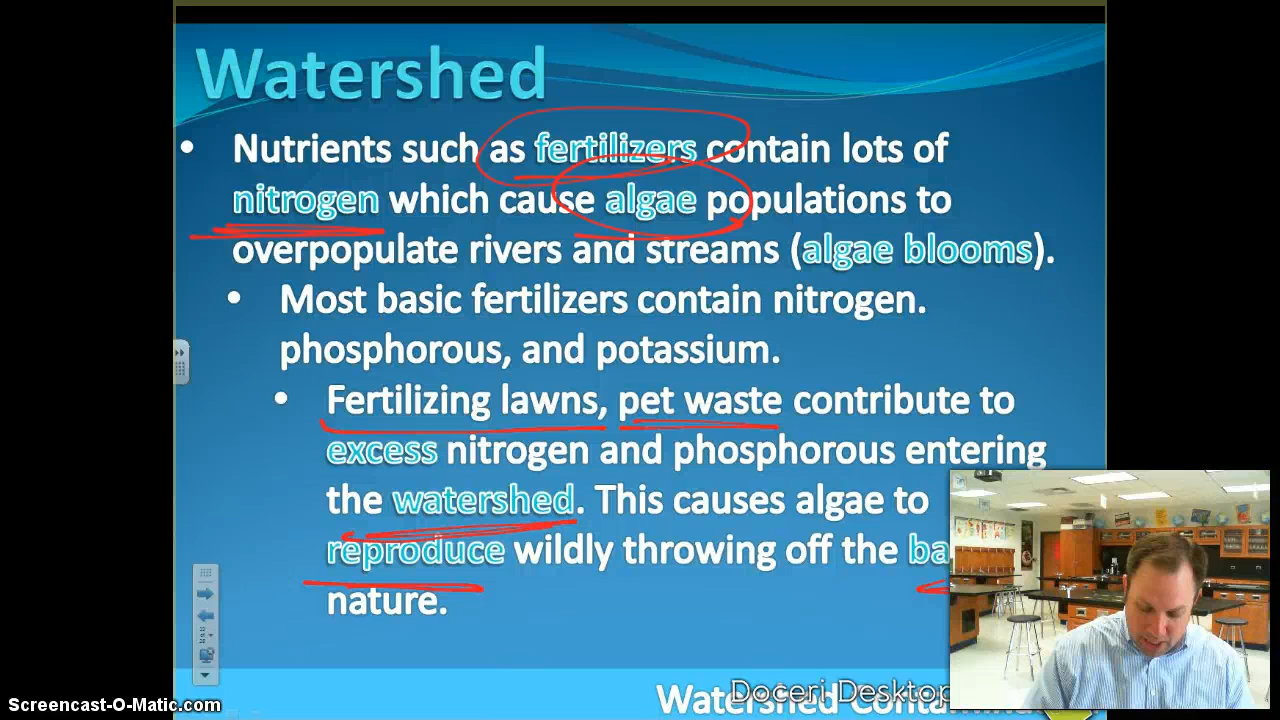 Watershed
• Nutrients such as fertilizers contain lots of
nitrogen which cause algae populations to
overpopulate rivers and streams (algae blooms).
• Most basic fertilizers contain nitrogen.
phosphorous, and potassium.
• Fertilizing lawns, pet waste contribute to
excess nitrogen and phosphorous entering
the watershed. This causes algae to
reproduce wildly throwing off the
nature.
Watershed
Doceri Desktop
Screencast-O-Matic.com